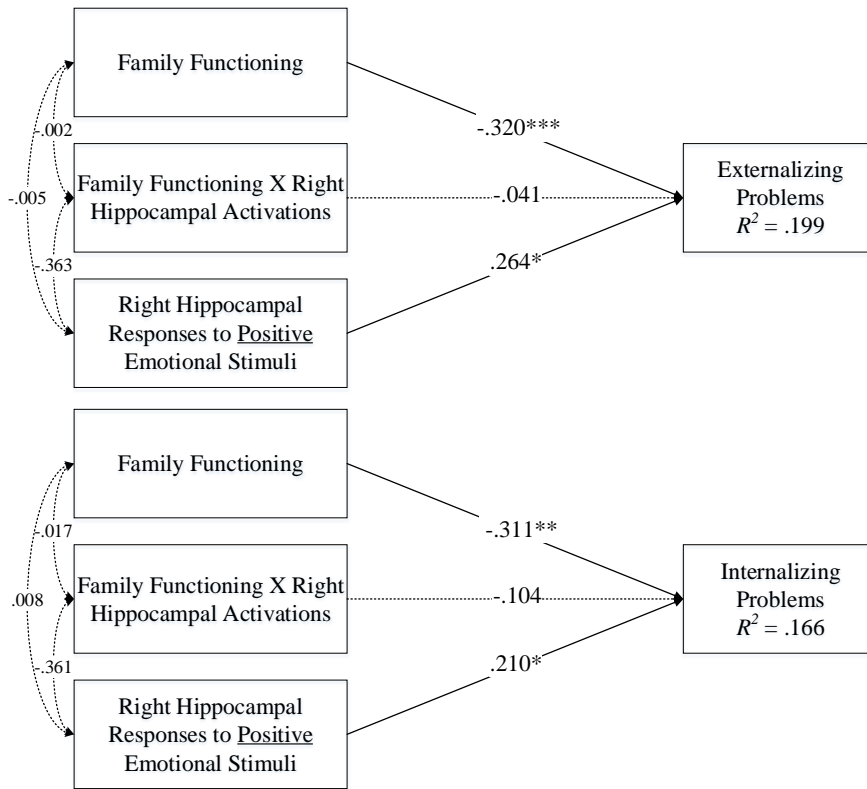 Family Functioning
-.320***
-.002
Family Functioning X Right
Hippocampal Activations
-.041
Externalizing
Problems
R² = .199
-.005
-.363
.264*
Right Hippocampal
Responses to Positive
Emotional Stimuli
Family Functioning
-.311**
-.017
Family Functioning X Right
Hippocampal Activations
-.104
Internalizing
Problems
R² = .166
.008
-.361
.210*
Right Hippocampal
Responses to Positive
Emotional Stimuli